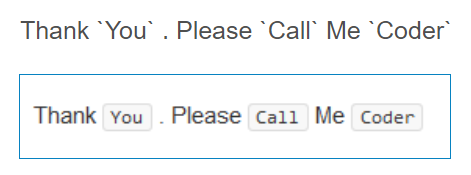 Thank `You` . Please `Call` Me `Coder`
Thank You . Please Call Me Coder